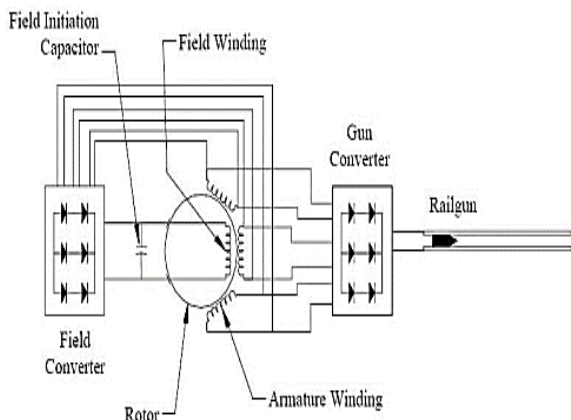 Field Initiation
Capacitor
Field Winding
Gun
Converter
Railgun
Field
Converter
Armature Winding
Rotor